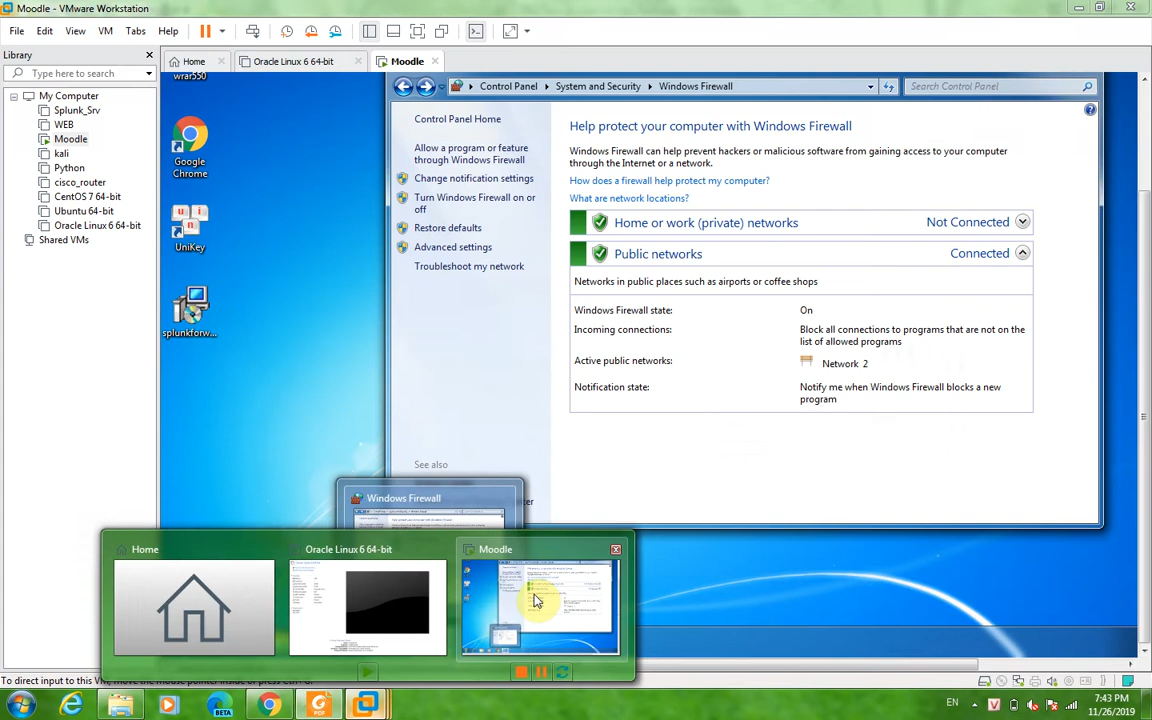 Moodle - VMware Workstation
File Edit View VM Tabs Help
Library
Home
Oracle Linux 6 64-bit
Moodle
Type here to search
My Computer
Splunk_Srv
WEB
Moodle
kali
Python
cisco_router
CentOS 7 64-bit
Ubuntu 64-bit
Oracle Linux 6 64-bit
Shared VMs
wrar550
Google Chrome
UniKey
splunkforw...
Control Panel
System and Security
Windows Firewall
Search Control Panel
Control Panel Home
Allow a program or feature
through Windows Firewall
Change notification settings
Turn Windows Firewall on or
off
Restore defaults
Advanced settings
Troubleshoot my network
See also
Help protect your computer with Windows Firewall
Windows Firewall can help prevent hackers or malicious software from gaining access to your computer
through the Internet or a network.
How does a firewall help protect my computer?
What are network locations?
Home or work (private) networks Not Connected
Public networks Connected
Networks in public places such as airports or coffee shops
Windows Firewall state: On
Incoming connections: Block all connections to programs that are not on the
list of allowed programs
Active public networks: Network 2
Notification state: Notify me when Windows Firewall blocks a new
program
Windows Firewall
Home
Oracle Linux 6 64-bit
Moodle
To direct input to this VM, move the mouse pointer inside or press Ctrl+G.
EN
7:43 PM
11/26/2019
BETA
PDF